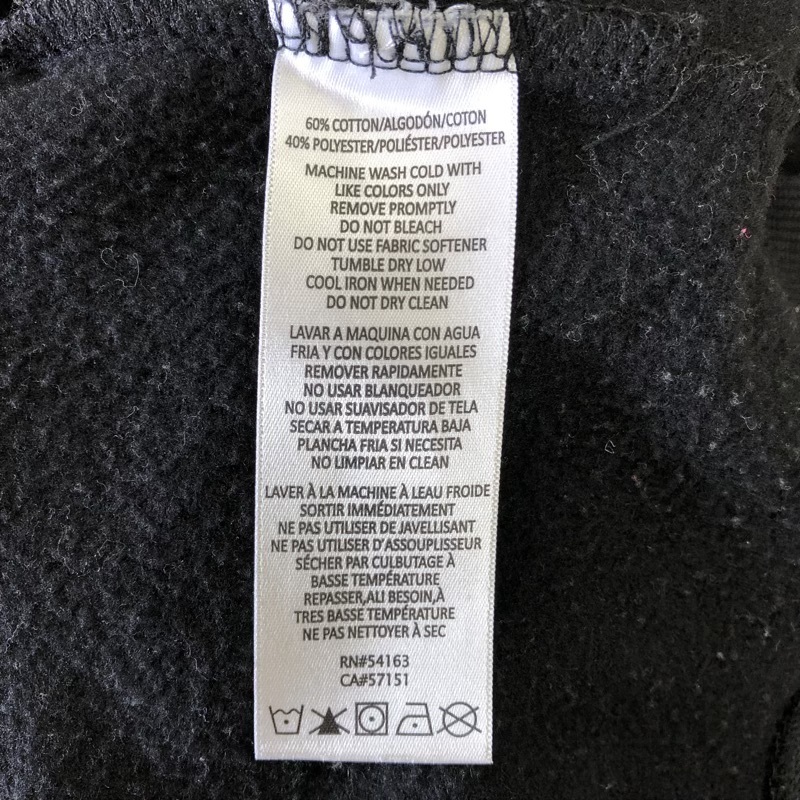 60% COTTON/ALGODÓN/COTON
40% POLYESTER/POLIÉSTER/POLYESTER
MACHINE WASH COLD WITH
LIKE COLORS ONLY
REMOVE PROMPTLY
DO NOT BLEACH
DO NOT USE FABRIC SOFTENER
TUMBLE DRY LOW
COOL IRON WHEN NEEDED
DO NOT DRY CLEAN
LAVAR A MAQUINA CON AGUA
FRIA Y CON COLORES IGUALES
REMOVER RAPIDAMENTE
NO USAR BLANQUEADOR
NO USAR SUAVISADOR DE TELA
SECAR A TEMPERATURA BAJA
PLANCHA FRIA SI NECESITA
NO LIMPIAR EN CLEAN
LAVER À LA MACHINE À LEAU FROIDE
SORTIR IMMÉDIATEMENT
NE PAS UTILISER DE JAVELLISANT
NE PAS UTILISER D'ASSOUPLISEUR
SÉCHER PAR CULBUTAGE À
BASSE TEMPÉRATURE
REPASSER,ALI BESOIN,À
TRES BASSE TEMPÉRATURE
NE PAS NETTOYER À SEC
RN#54163
CA#57151